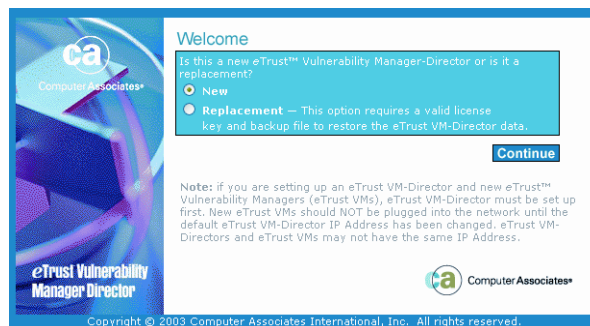 ca
Computer Associates®
eTrust Vulnerability
Manager Director
Welcome
Is this a new eTrust™ Vulnerability Manager-Director or is it a
replacement?
New
Replacement — This option requires a valid license
key and backup file to restore the eTrust VM-Director data.
Continue
Note: if you are setting up an eTrust VM-Director and new eTrust™
Vulnerability Managers (eTrust VMs), eTrust VM-Director must be set up
first. New eTrust VMs should NOT be plugged into the network until the
default eTrust VM-Director IP Address has been changed. eTrust VM-
Directors and eTrust VMs may not have the same IP Address.
ca
Computer Associates®
Copyright © 2003 Computer Associates International, Inc. All rights reserved.